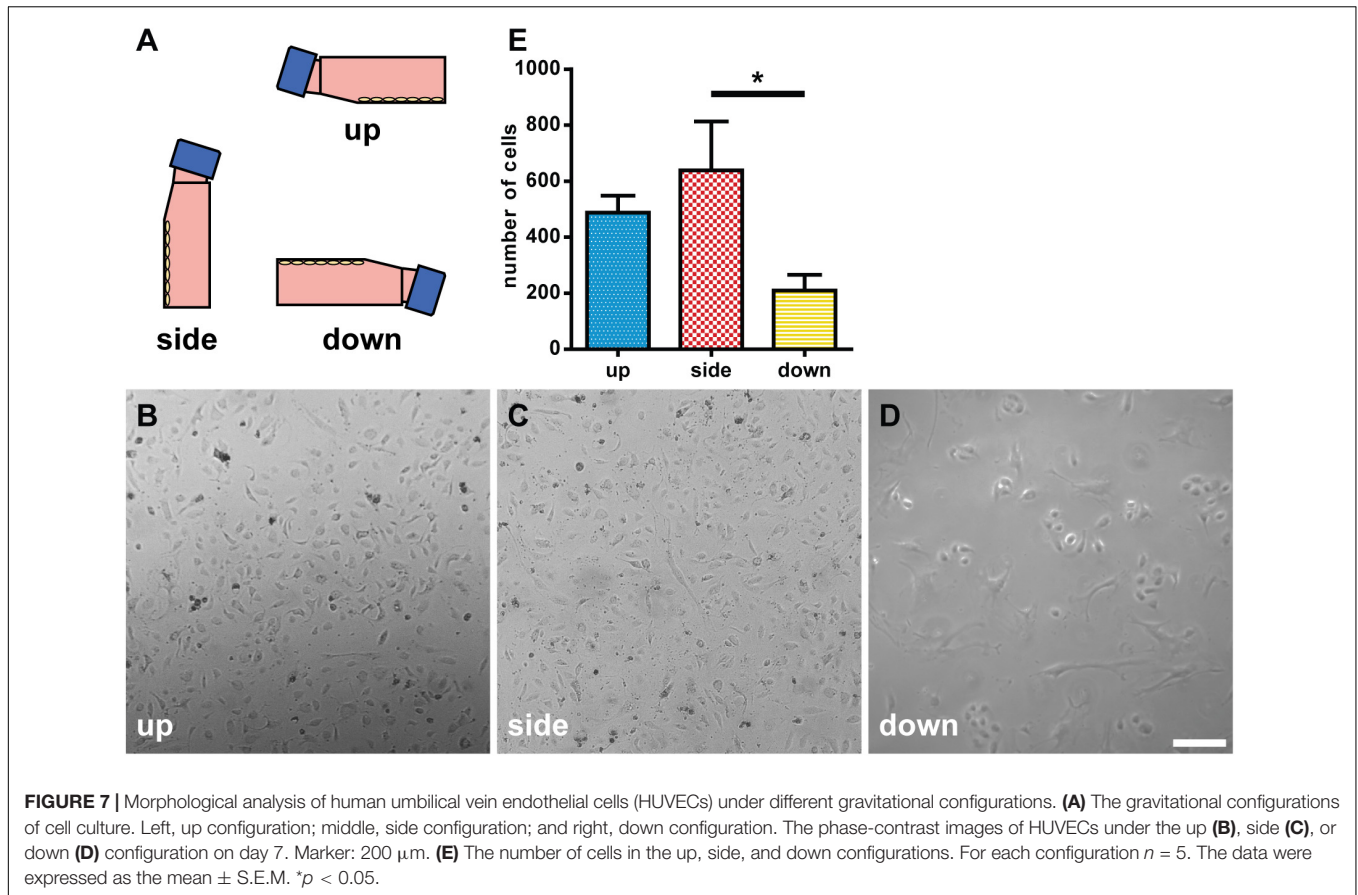 A
up
side
down
E
number of cells
1000
800
600
400
200
0
*
up
side
down
B
up
C
side
D
down
FIGURE 7 | Morphological analysis of human umbilical vein endothelial cells (HUVECs) under different gravitational configurations. (A) The gravitational configurations
of cell culture. Left, up configuration; middle, side configuration; and right, down configuration. The phase-contrast images of HUVECs under the up (B), side (C), or
down (D) configuration on day 7. Marker: 200 μm. (E) The number of cells in the up, side, and down configurations. For each configuration n = 5. The data were
expressed as the mean ± S.E.M. *p < 0.05.